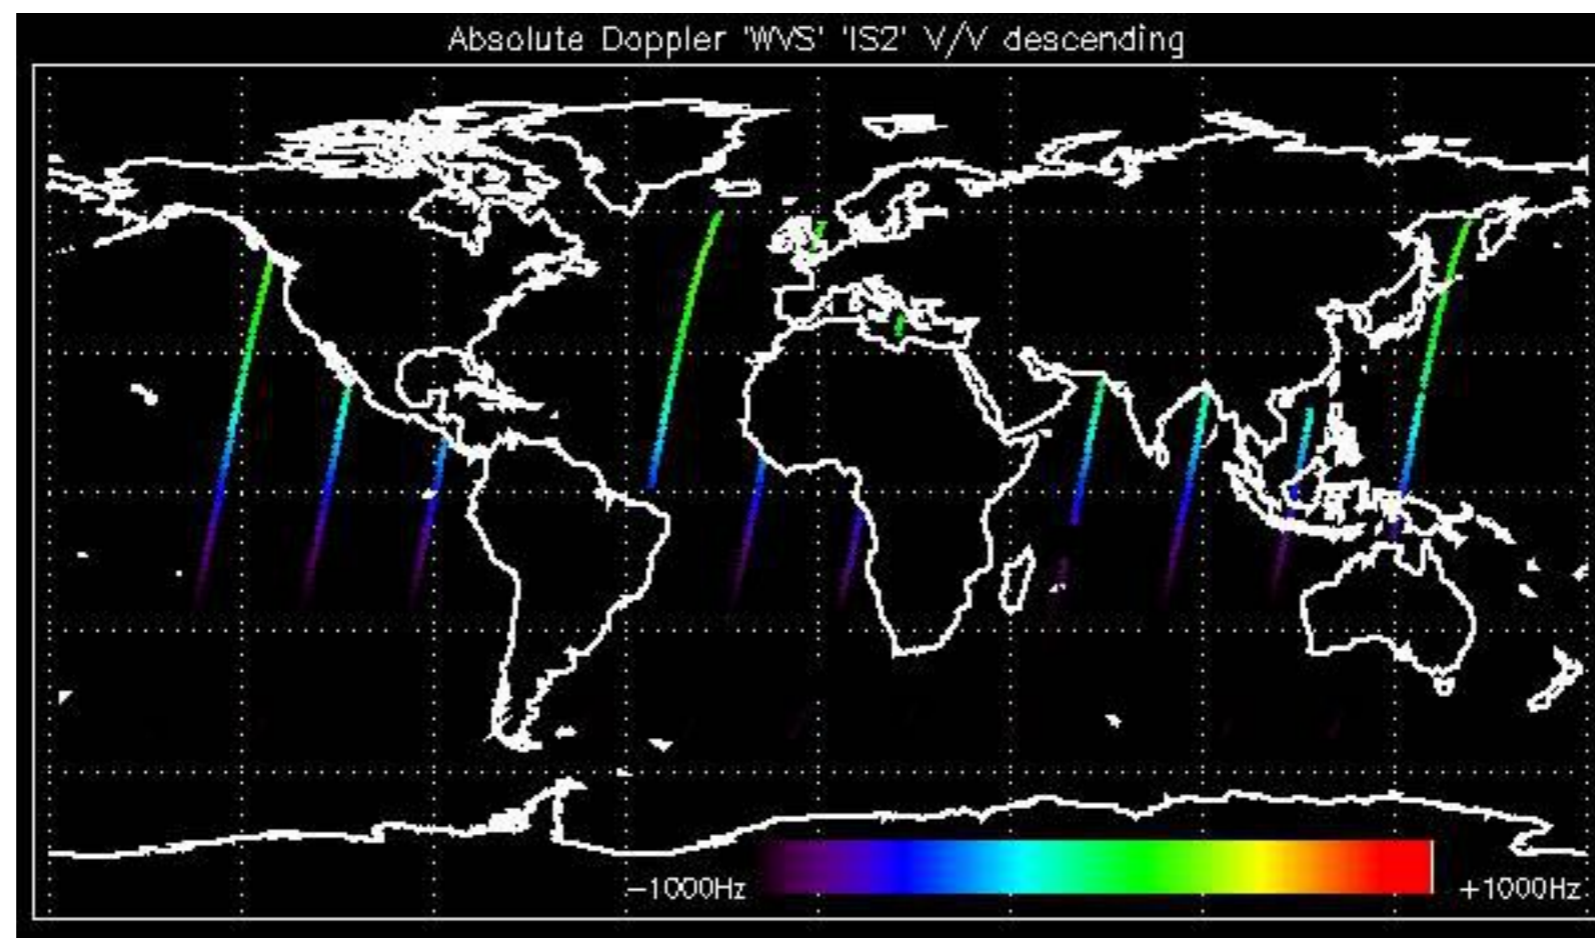 Absolute Doppler 'WVS' 'IS2' V/V descending
−1000Hz
+1000Hz